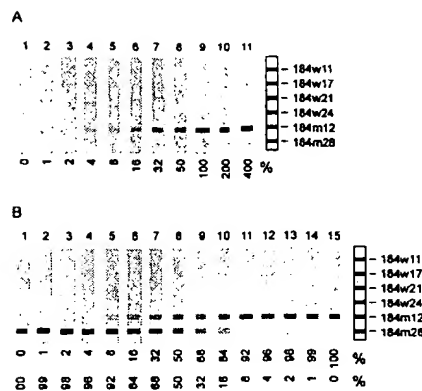 A
1 2 3 4 5 6 7 8 9 10 11
184w11
184w17
184w21
184w24
184m12
184m28
0 1 2 4 8 16 32 50 100 200 400 %
B
1 2 3 4 5 6 7 8 9 10 11 12 13 14 15
184w11
184w17
184w21
184w24
184m12
184m28
0 1 2 4 8 16 32 50 68 84 92 96 98 99 100 %
00 99 98 96 92 84 68 50 32 16 8 4 2 1 0 %